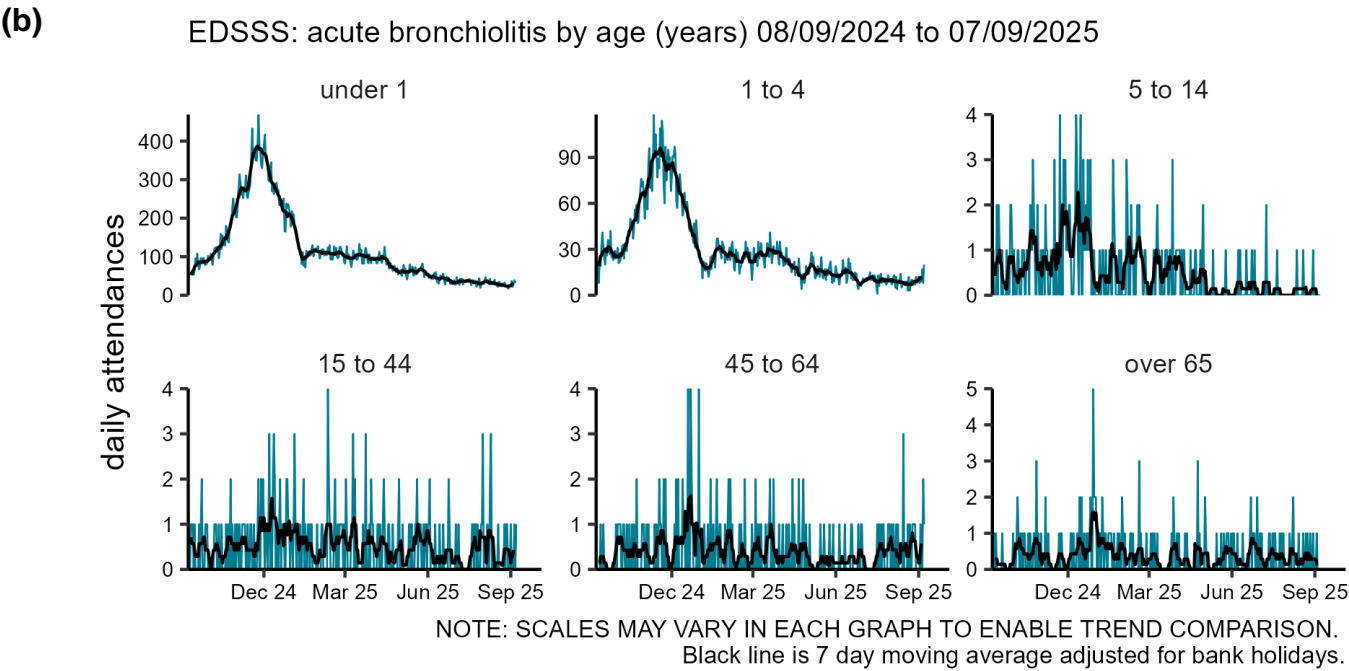 (b)
EDSSS: acute bronchiolitis by age (years) 08/09/2024 to 07/09/2025
under 1
1 to 4
5 to 14
daily attendances
400
300
200
100
0
90
60
30
0
4
3
2
1
0
15 to 44
45 to 64
over 65
4
3
2
1
0
4
3
2
1
0
5
4
3
2
1
0
Dec 24 Mar 25 Jun 25 Sep 25
Dec 24 Mar 25 Jun 25 Sep 25
Dec 24 Mar 25 Jun 25 Sep 25
NOTE: SCALES MAY VARY IN EACH GRAPH TO ENABLE TREND COMPARISON.
Black line is 7 day moving average adjusted for bank holidays.